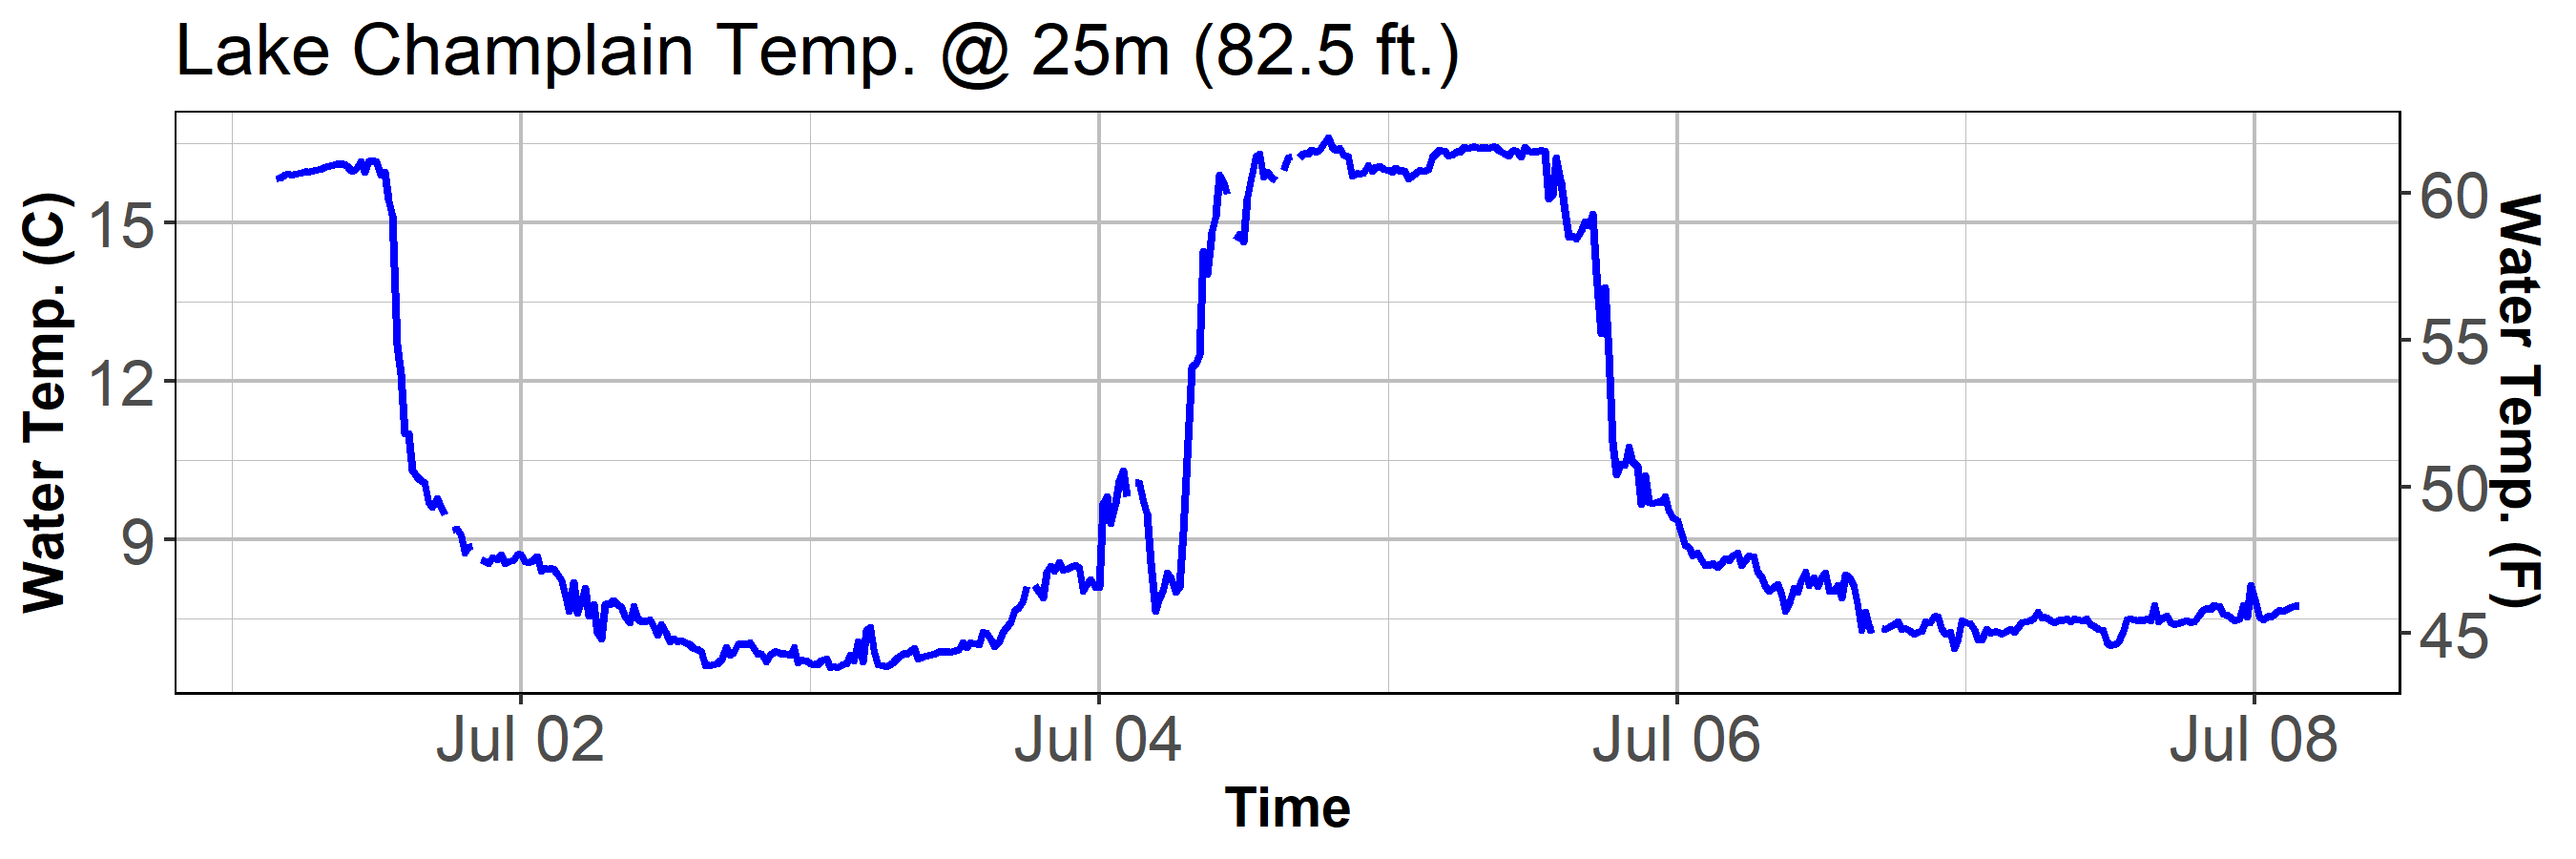 Lake Champlain Temp. @ 25m (82.5 ft.)
Water Temp. (C)
15
12
9
60
55
50
45
Water Temp. (F)
Jul 02 Jul 04 Jul 06 Jul 08
Time